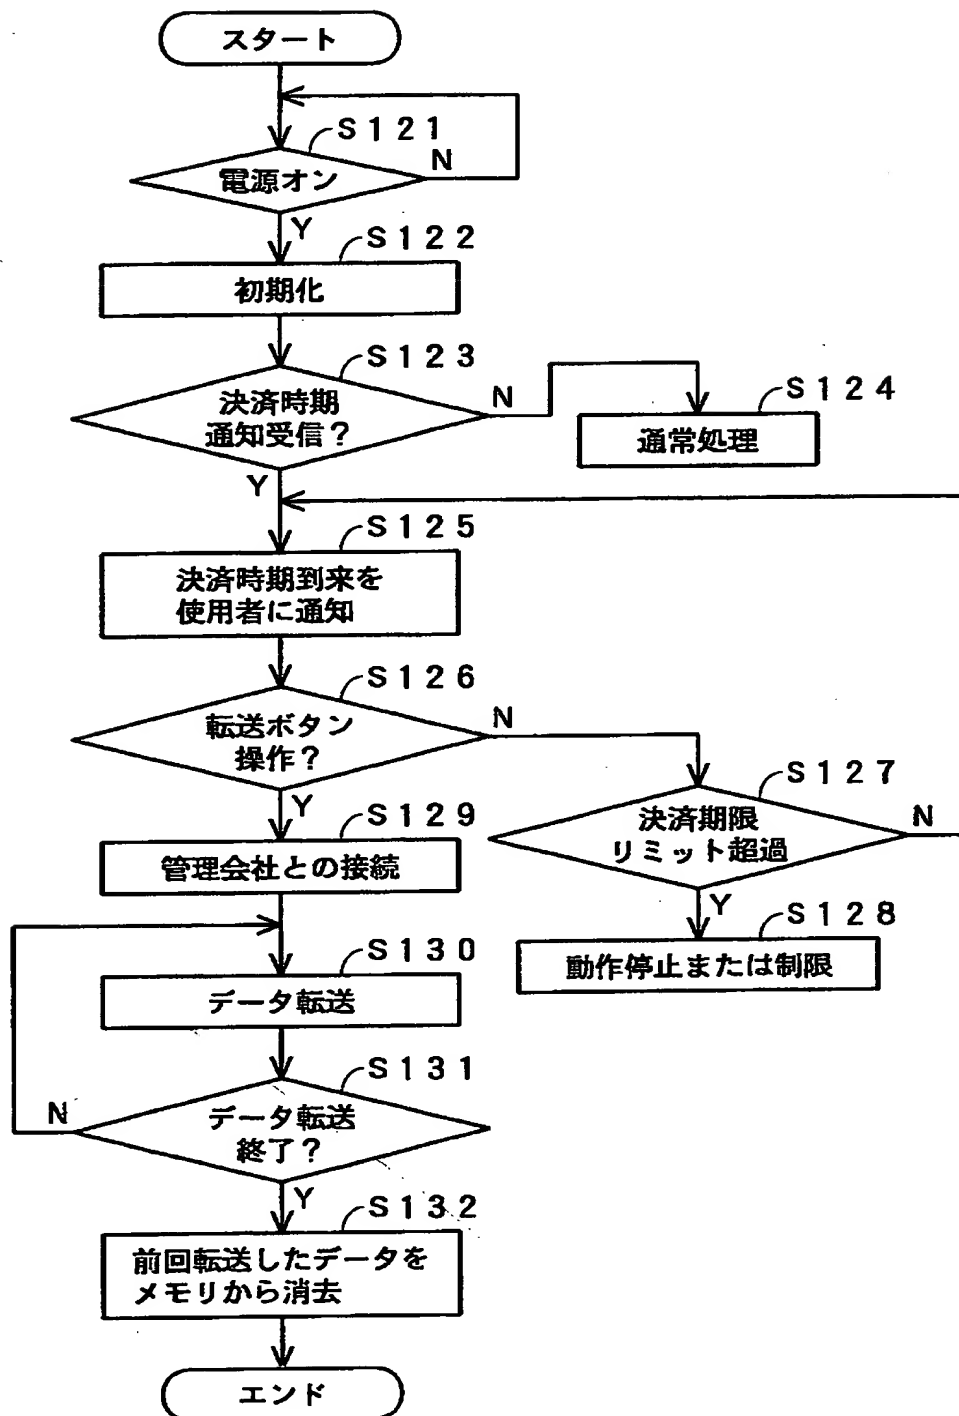 スタート
S121
電源オン
N
Y
S122
初期化
S123
決済時期
通知受信?
N
Y
S124
通常処理
S125
決済時期到来を
使用者に通知
S126
転送ボタン
操作?
N
Y
S127
決済期限
リミット超過
N
Y
S128
動作停止または制限
S129
管理会社との接続
S130
データ転送
S131
データ転送
終了?
N
Y
S132
前回転送したデータを
メモリから消去
エンド